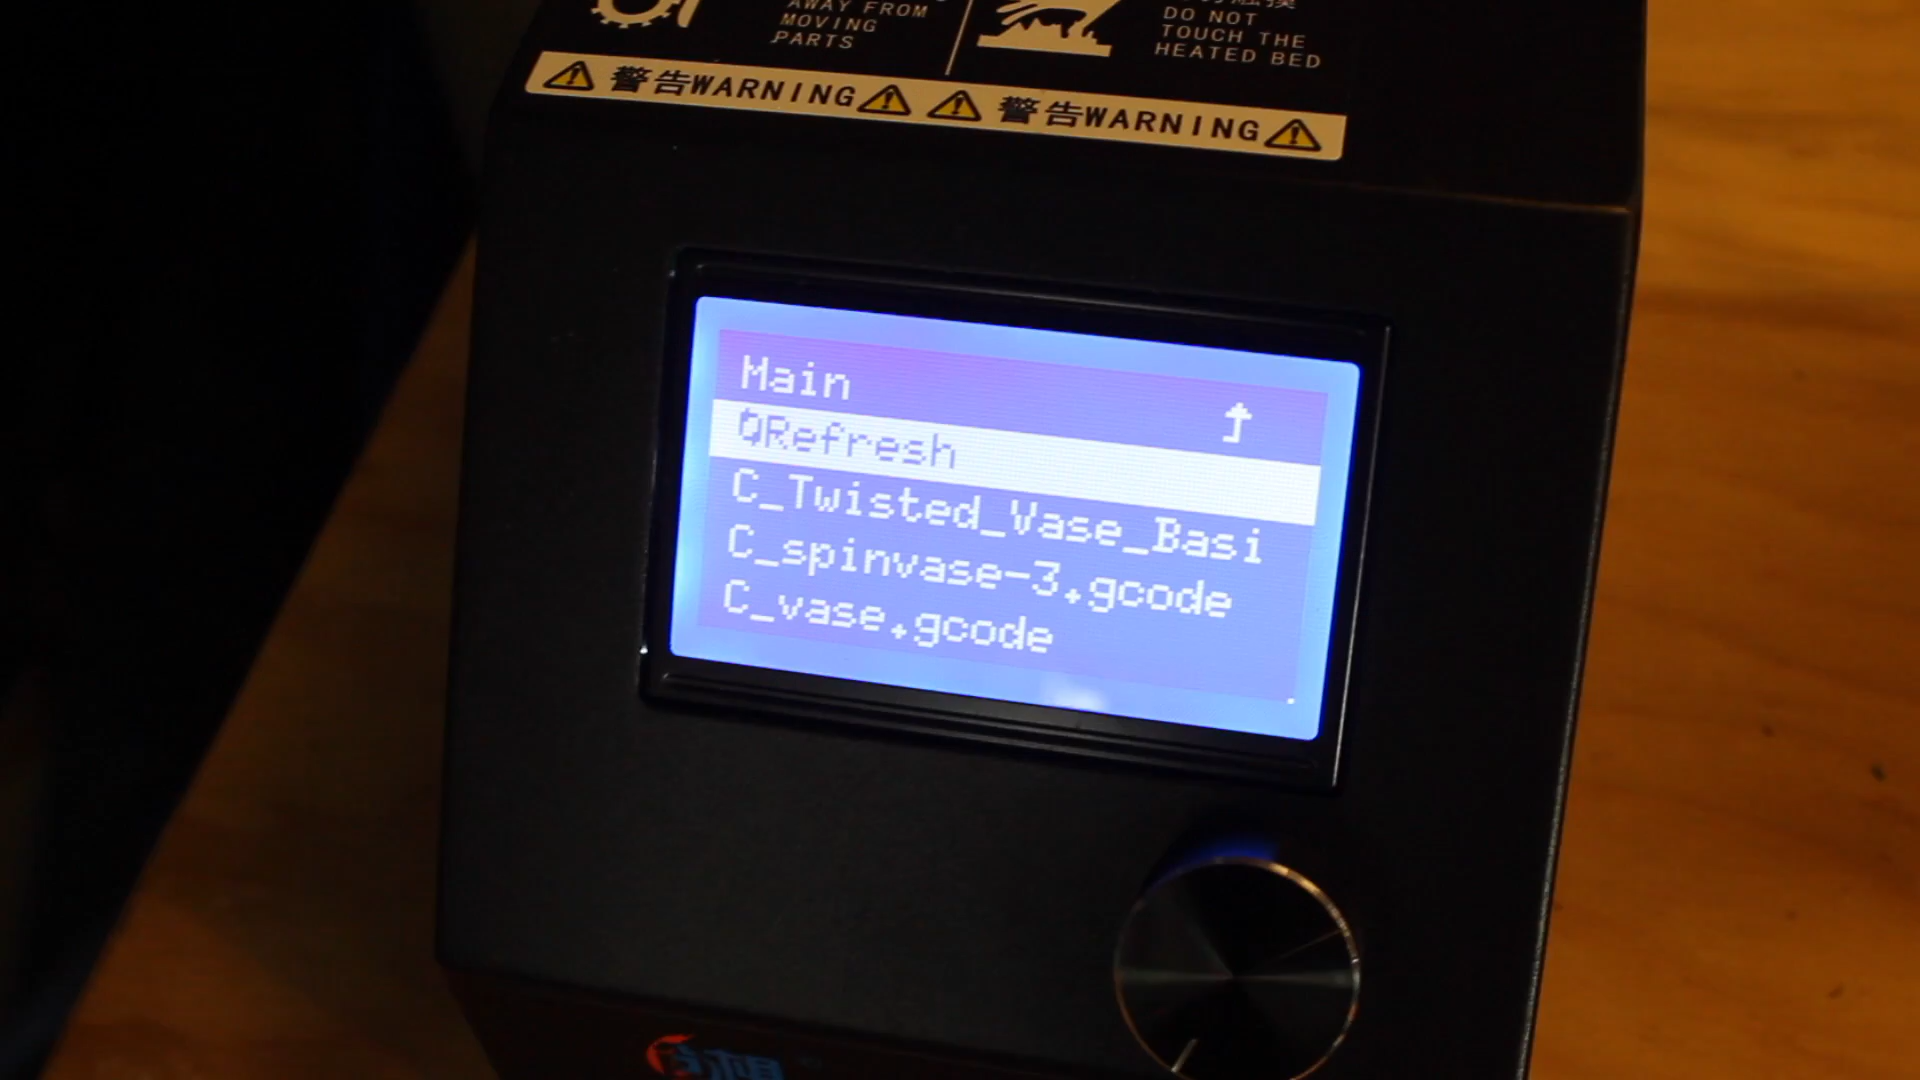 AWAY FROM
MOVING
PARTS
DO NOT
TOUCH THE
HEATED BED
警告WARNING
警告WARNING
Main
Refresh
C_Twisted_Vase_Basi
C_spinvase-3.gcode
C_vase.gcode